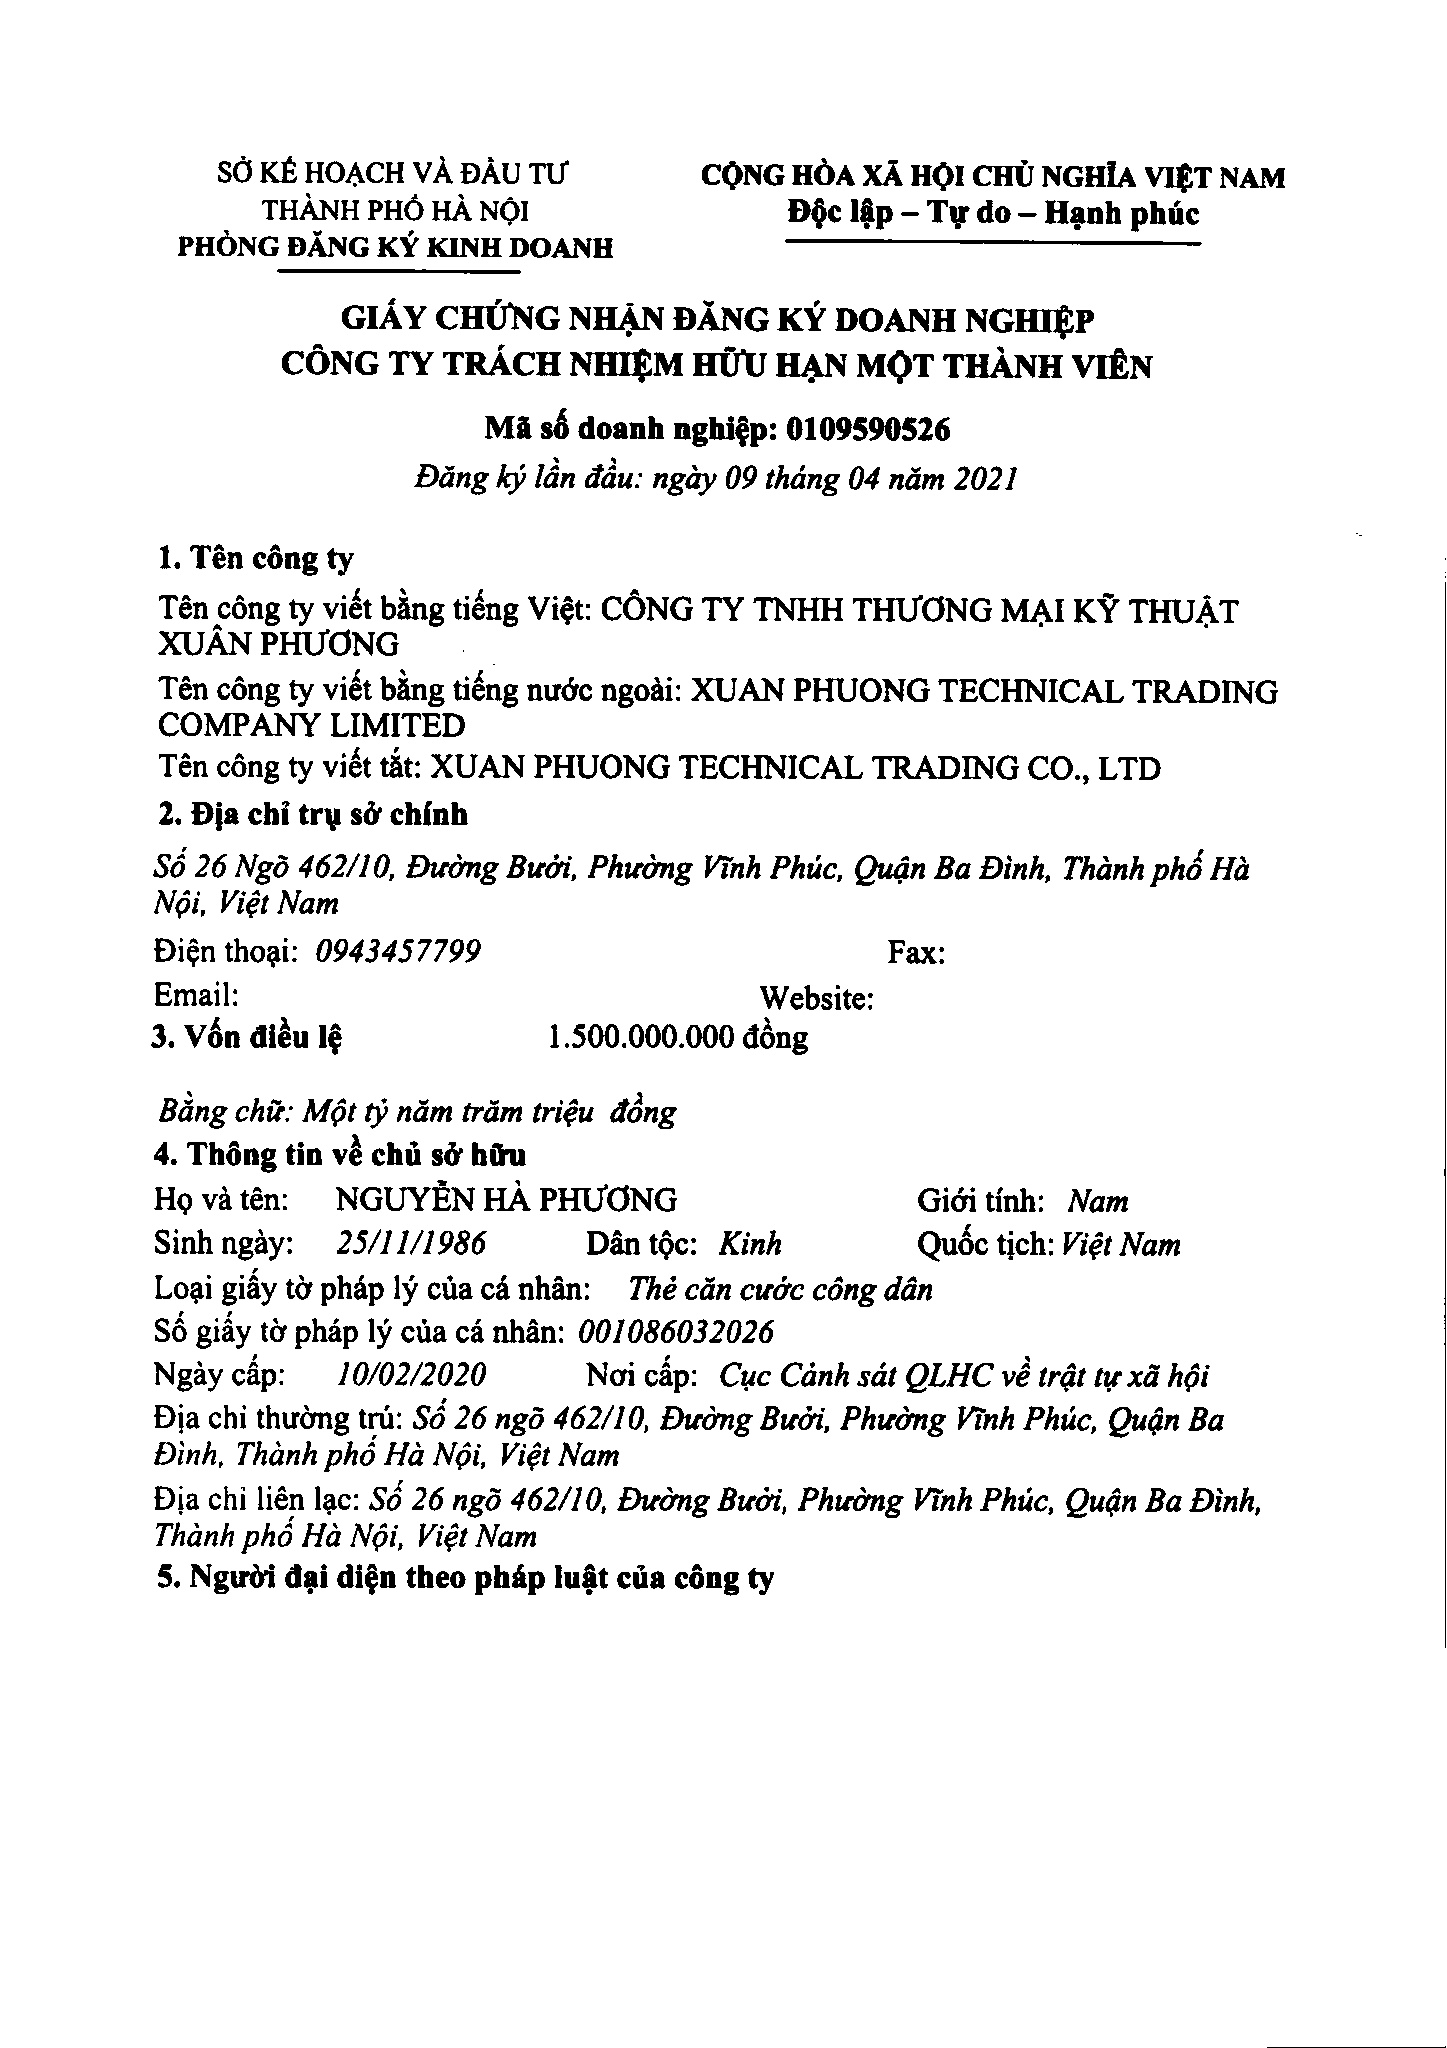 SỞ KẾ HOẠCH VÀ ĐẦU TƯ
THÀNH PHỐ HÀ NỘI
PHÒNG ĐĂNG KÝ KINH DOANH
CỘNG HÒA XÃ HỘI CHỦ NGHĨA VIỆT NAM
Độc lập – Tự do – Hạnh phúc
GIẤY CHỨNG NHẬN ĐĂNG KÝ DOANH NGHIỆP
CÔNG TY TRÁCH NHIỆM HỮU HẠN MỘT THÀNH VIÊN
Mã số doanh nghiệp: 0109590526
Đăng ký lần đầu: ngày 09 tháng 04 năm 2021
1. Tên công ty
Tên công ty viết bằng tiếng Việt: CÔNG TY TNHH THƯƠNG MẠI KỸ THUẬT
XUÂN PHƯƠNG
Tên công ty viết bằng tiếng nước ngoài: XUAN PHUONG TECHNICAL TRADING
COMPANY LIMITED
Tên công ty viết tắt: XUAN PHUONG TECHNICAL TRADING CO., LTD
2. Địa chỉ trụ sở chính
Số 26 Ngõ 462/10, Đường Bưởi, Phường Vĩnh Phúc, Quận Ba Đình, Thành phố Hà
Nội, Việt Nam
Điện thoại: 0943457799 Fax:
Email: Website:
3. Vốn điều lệ 1.500.000.000 đồng
Bằng chữ: Một tỷ năm trăm triệu đồng
4. Thông tin về chủ sở hữu
Họ và tên: NGUYỄN HÀ PHƯƠNG Giới tính: Nam
Sinh ngày: 25/11/1986 Dân tộc: Kinh Quốc tịch: Việt Nam
Loại giấy tờ pháp lý của cá nhân: Thẻ căn cước công dân
Số giấy tờ pháp lý của cá nhân: 001086032026
Ngày cấp: 10/02/2020 Nơi cấp: Cục Cảnh sát QLHC về trật tự xã hội
Địa chỉ thường trú: Số 26 ngõ 462/10, Đường Bưởi, Phường Vĩnh Phúc, Quận Ba
Đình, Thành phố Hà Nội, Việt Nam
Địa chỉ liên lạc: Số 26 ngõ 462/10, Đường Bưởi, Phường Vĩnh Phúc, Quận Ba Đình,
Thành phố Hà Nội, Việt Nam
5. Người đại diện theo pháp luật của công ty